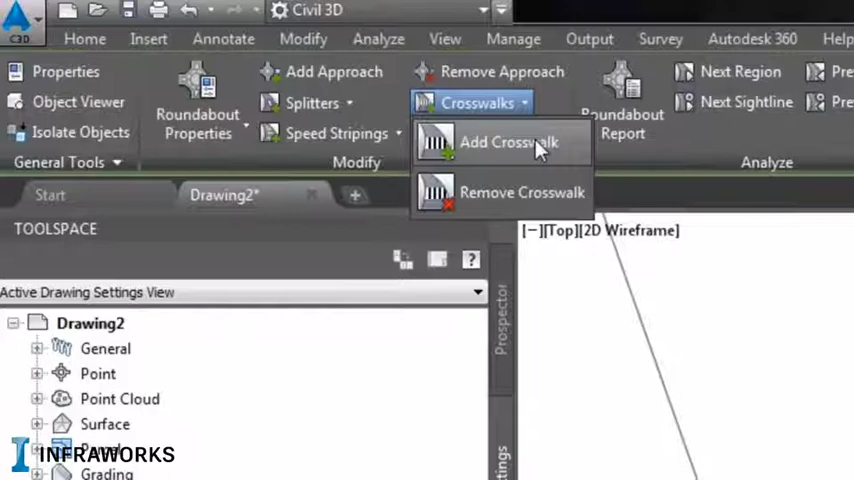 C3D
Civil 3D
Home Insert Annotate Modify Analyze View Manage Output Survey Autodesk 360 Help
Properties Add Approach Remove Approach Next Region
Object Viewer Splitters Crosswalks Next Sightline
Roundabout Properties
Roundabout Report
Isolate Objects Speed Stripings Add Crosswalk
General Tools Modify Analyze
Remove Crosswalk
Start Drawing2* +
TOOLSPACE [−][Top][2D Wireframe]
?
Active Drawing Settings View
Prospector
Drawing2
General
Point
Point Cloud
Surface
INFRAWORKS
Grading